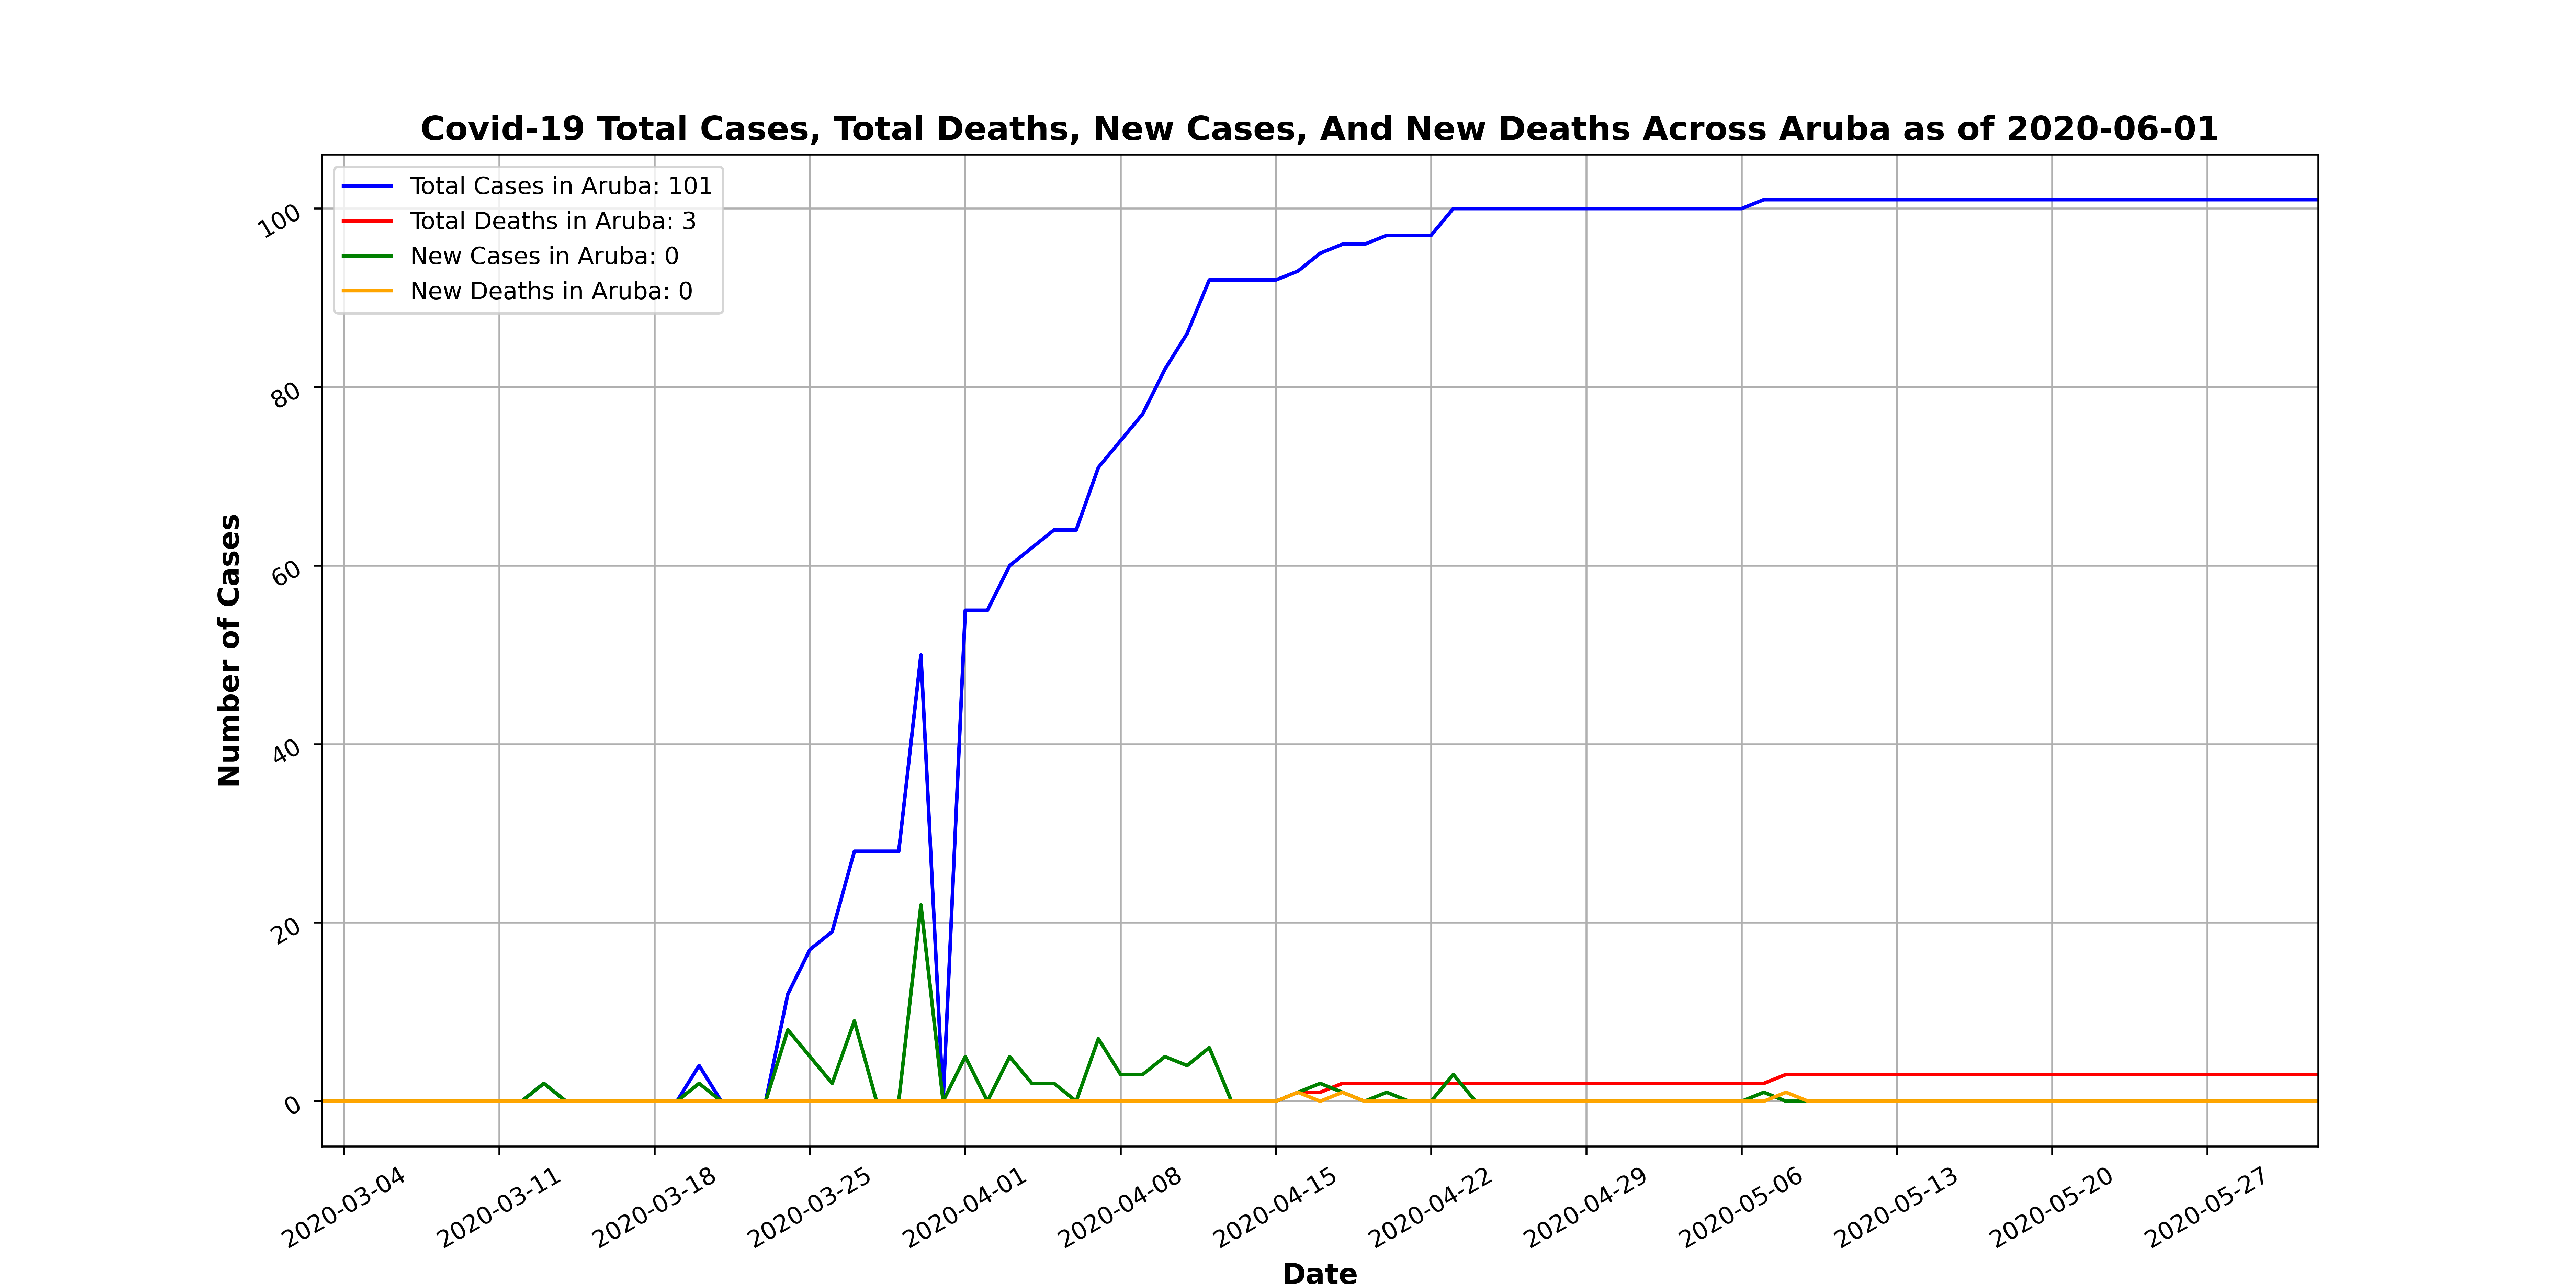 Covid-19 Total Cases, Total Deaths, New Cases, And New Deaths Across Aruba as of 2020-06-01
Total Cases in Aruba: 101
Total Deaths in Aruba: 3
New Cases in Aruba: 0
New Deaths in Aruba: 0
Number of Cases
100
80
60
40
20
0
2020-03-04
2020-03-11
2020-03-18
2020-03-25
2020-04-01
2020-04-08
2020-04-15
2020-04-22
2020-04-29
2020-05-06
2020-05-13
2020-05-20
2020-05-27
Date